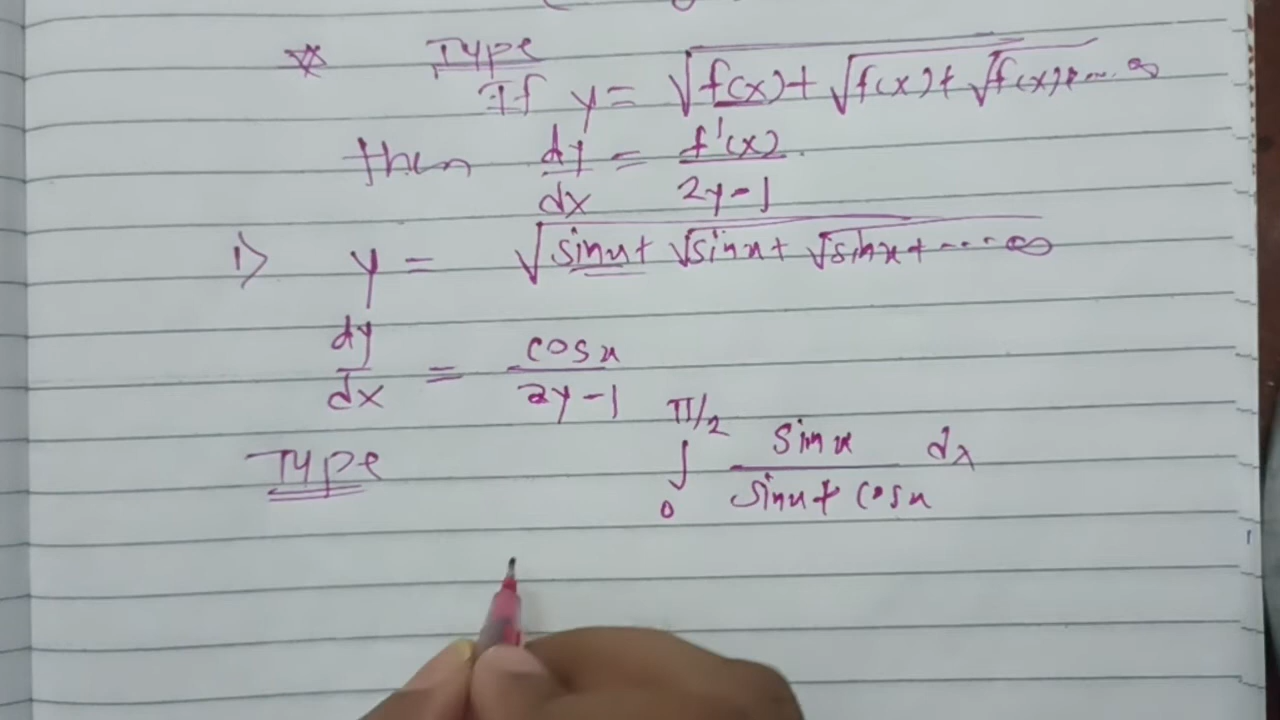 ☆ Type
If y = √f(x)+√f(x)+√f(x)+....∞
then dy/dx = f'(x)/2y-1
1> y = √sinx+√sinx+√sinx+....∞
dy/dx = cosx/2y-1
Type ∫₀^π/2 sinx/sinx+cosx dx